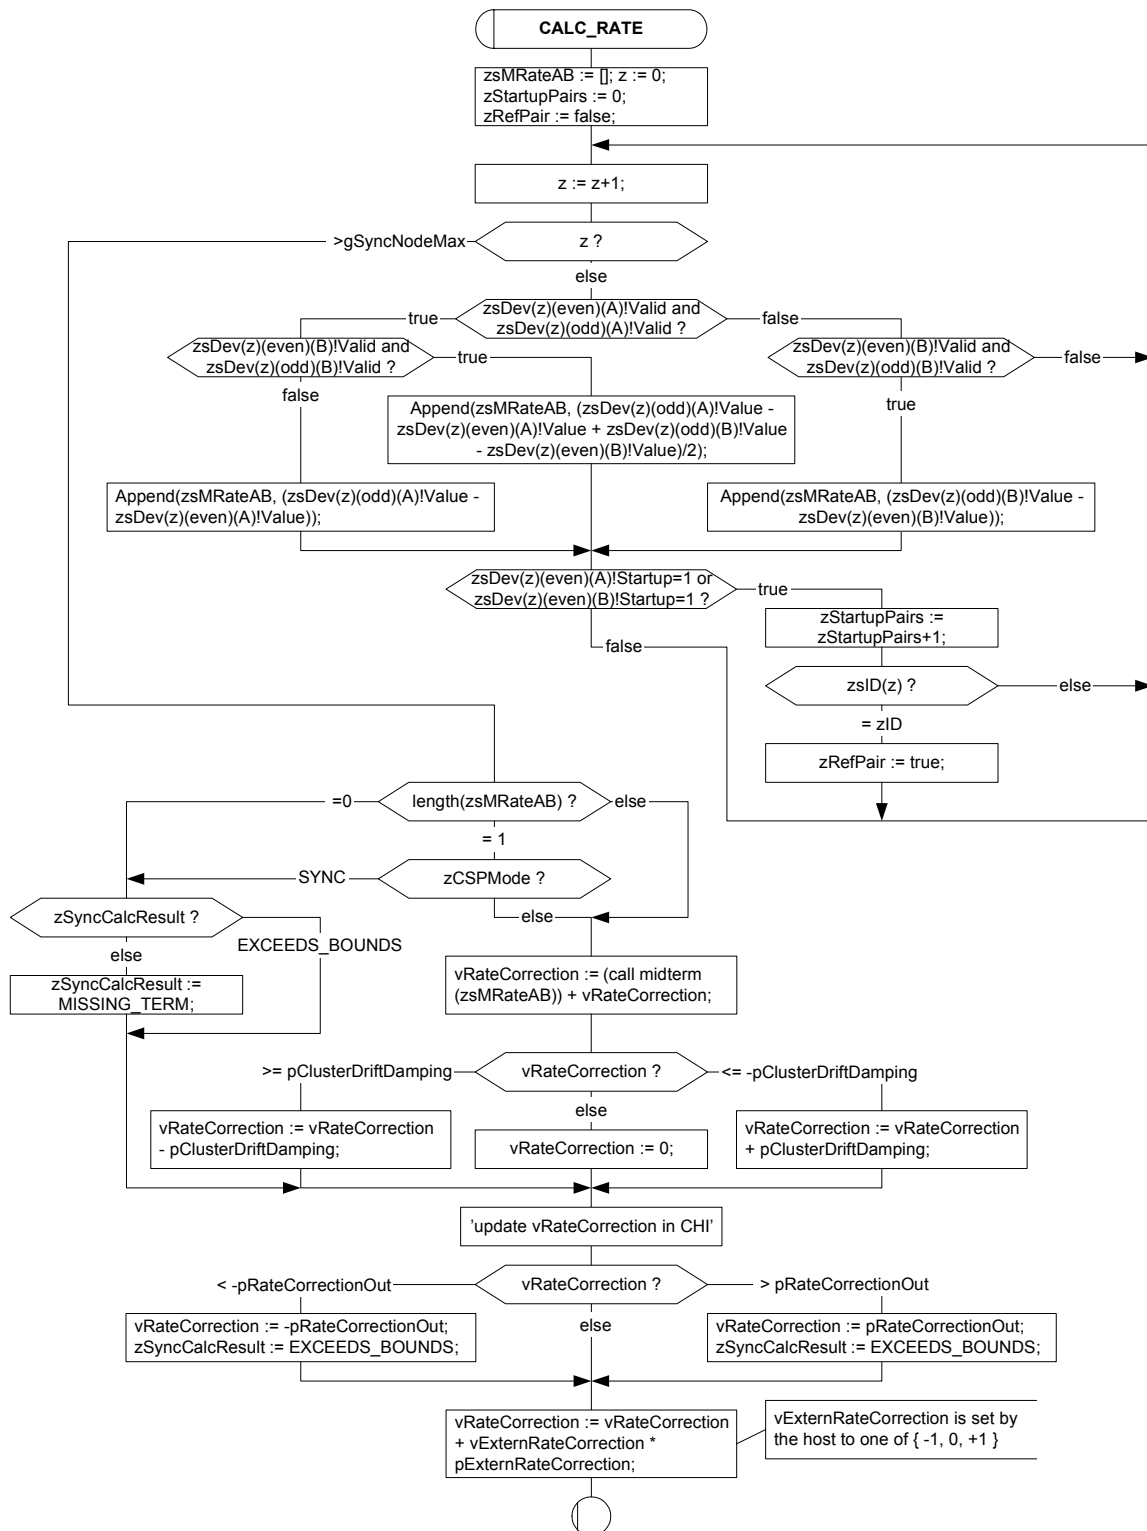 CALC_RATE
zsMRateAB := []; z := 0;
zStartupPairs := 0;
zRefPair := false;
z := z+1;
>gSyncNodeMax
z ?
else
zsDev(z)(even)(A)!Valid and
zsDev(z)(odd)(A)!Valid ?
true
false
zsDev(z)(even)(B)!Valid and
zsDev(z)(odd)(B)!Valid ?
true
false
zsDev(z)(even)(B)!Valid and
zsDev(z)(odd)(B)!Valid ?
false
true
Append(zsMRateAB, (zsDev(z)(odd)(A)!Value -
zsDev(z)(even)(A)!Value + zsDev(z)(odd)(B)!Value
- zsDev(z)(even)(B)!Value)/2);
Append(zsMRateAB, (zsDev(z)(odd)(A)!Value -
zsDev(z)(even)(A)!Value));
Append(zsMRateAB, (zsDev(z)(odd)(B)!Value -
zsDev(z)(even)(B)!Value));
zsDev(z)(even)(A)!Startup=1 or
zsDev(z)(even)(B)!Startup=1 ?
true
false
zStartupPairs :=
zStartupPairs+1;
zsID(z) ?
else
= zID
zRefPair := true;
=0
length(zsMRateAB) ?
else
= 1
SYNC
zCSPMode ?
else
zSyncCalcResult ?
EXCEEDS_BOUNDS
else
zSyncCalcResult :=
MISSING_TERM;
vRateCorrection := (call midterm
(zsMRateAB)) + vRateCorrection;
>= pClusterDriftDamping
vRateCorrection ?
<= -pClusterDriftDamping
else
vRateCorrection := vRateCorrection
- pClusterDriftDamping;
vRateCorrection := 0;
vRateCorrection := vRateCorrection
+ pClusterDriftDamping;
'update vRateCorrection in CHI'
< -pRateCorrectionOut
vRateCorrection ?
> pRateCorrectionOut
else
vRateCorrection := -pRateCorrectionOut;
zSyncCalcResult := EXCEEDS_BOUNDS;
vRateCorrection := pRateCorrectionOut;
zSyncCalcResult := EXCEEDS_BOUNDS;
vRateCorrection := vRateCorrection
+ vExternRateCorrection *
pExternRateCorrection;
vExternRateCorrection is set by
the host to one of { -1, 0, +1 }